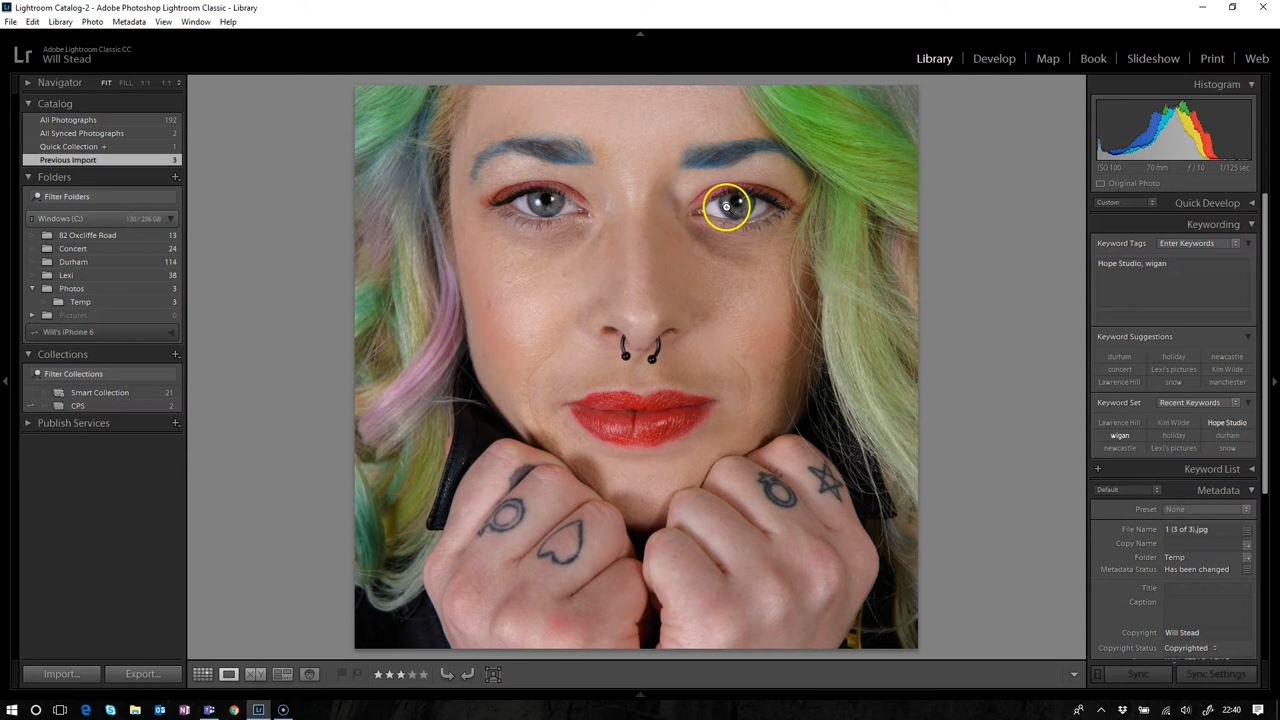 Lightroom Catalog-2 - Adobe Photoshop Lightroom Classic - Library
File Edit Library Photo Metadata View Window Help
Lr Adobe Lightroom Classic CC
Will Stead
Library | Develop | Map | Book | Slideshow | Print | Web
Navigator FIT FILL 1:1 1:1
Catalog
All Photographs 192
All Synced Photographs 2
Quick Collection + 1
Previous Import 3
Folders
Filter Folders
Windows (C:) 130 / 236 GB
82 Oxcliffe Road 13
Concert 24
Durham 114
Lexi 38
Photos 3
Temp 3
Pictures 0
Will's iPhone 6
Collections
Filter Collections
Smart Collection 21
CPS 2
Publish Services
Import... Export...
Histogram
ISO 100 70 mm 1/125 sec
Original Photo
Custom Quick Develop
Keywording
Keyword Tags Enter Keywords
Hope Studio, wigan
Keyword Suggestions
durham holiday newcastle
concert Lexi's pictures Kim Wilde
Lawrence Hill snow manchester
Keyword Set Recent Keywords
Lawrence Hill Kim Wilde Hope Studio
wigan holiday durham
newcastle Lexi's pictures snow
Keyword List
Default Metadata
Preset None
File Name 1 (3 of 3).jpg
Copy Name
Folder Temp
Metadata Status Has been changed
Title
Caption
Copyright Will Stead
Copyright Status Copyrighted
Sync Sync Settings
22:40